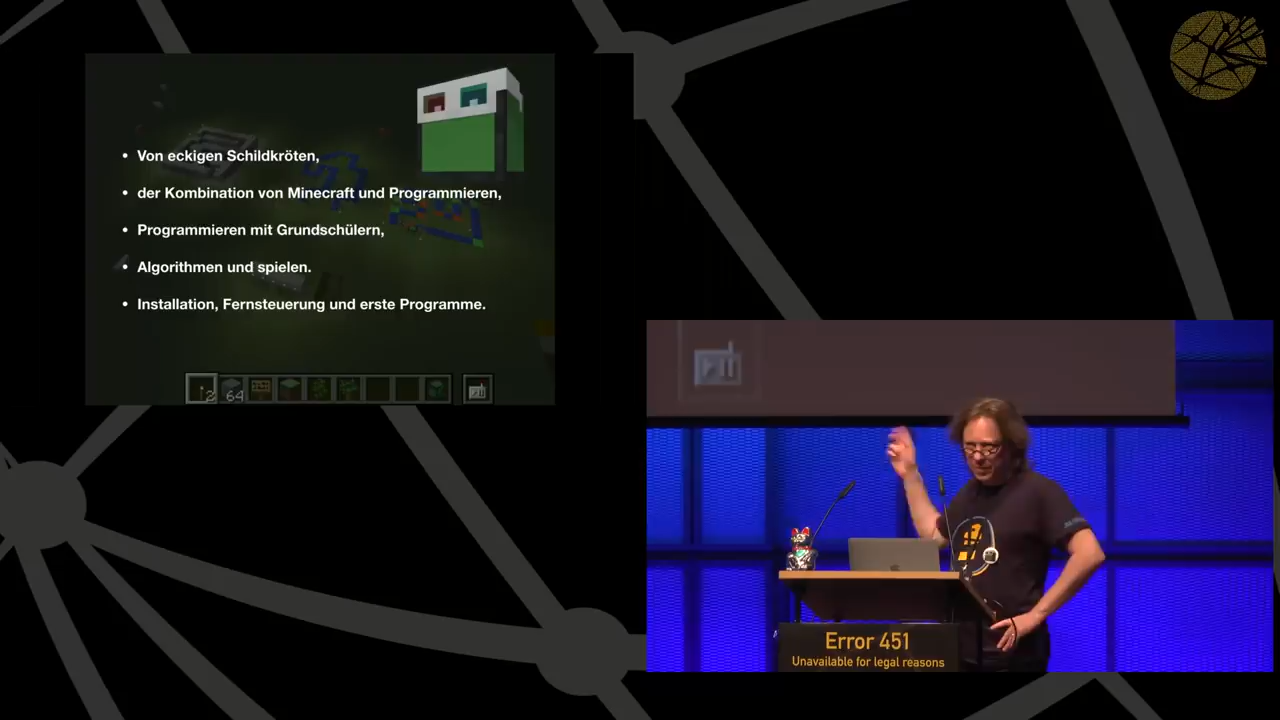 • Von eckigen Schildkröten,
• der Kombination von Minecraft und Programmieren,
• Programmieren mit Grundschülern,
• Algorithmen und spielen.
• Installation, Fernsteuerung und erste Programme.
2
64
Error 451
Unavailable for legal reasons